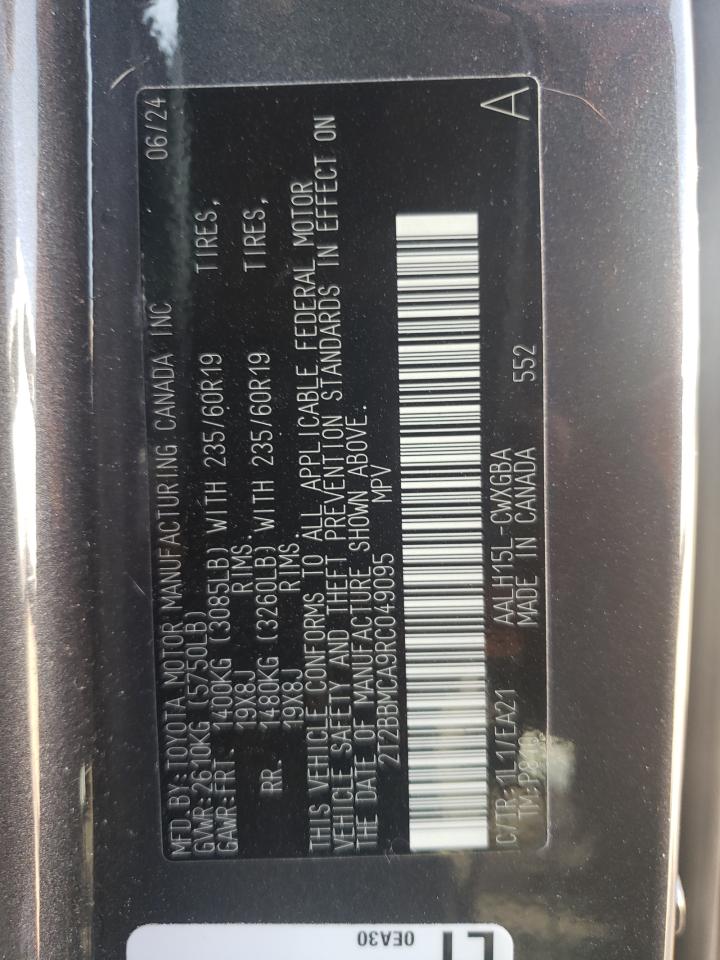 MFD. BY: TOYOTA MOTOR MANUFACTURING CANADA INC 06/24
GVWR: 2610KG (5750LB)
GAWR: FRT. 1400KG (3085LB) WITH 235/60R19 TIRES,
19X8J RIMS
RR. 1480KG (3260LB) WITH 235/60R19 TIRES,
19X8J RIMS
THIS VEHICLE CONFORMS TO ALL APPLICABLE FEDERAL MOTOR
VEHICLE SAFETY AND THEFT PREVENTION STANDARDS IN EFFECT ON
THE DATE OF MANUFACTURE SHOWN ABOVE.
2T2BBMCA9RC049095 MPV
C/TR: 1L1/EA21 AALH15L-CWXGBA A
MADE IN CANADA 552
0EA30